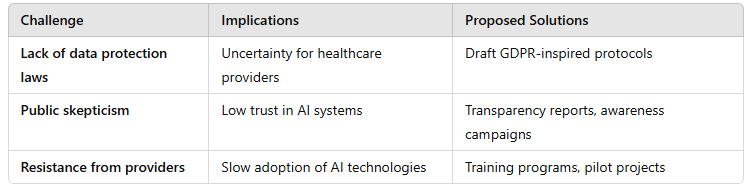 Challenge Implications Proposed Solutions
Lack of data protection Uncertainty for healthcare Draft GDPR-inspired protocols
laws providers
Public skepticism Low trust in AI systems Transparency reports, awareness
campaigns
Resistance from providers Slow adoption of AI technologies Training programs, pilot projects